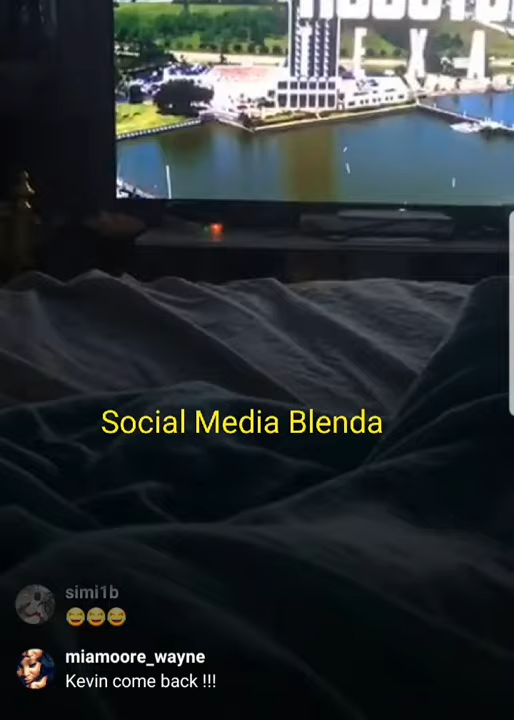 T E X A
Social Media Blenda
simi1b
😂😂😂
miamoore_wayne
Kevin come back !!!